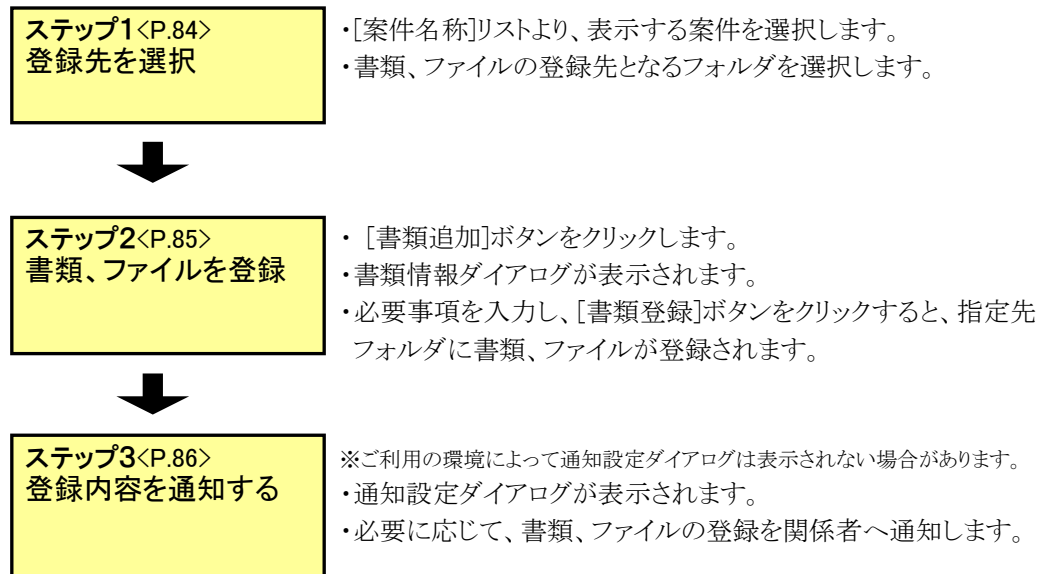 ステップ1<P.84>
登録先を選択
・[案件名称]リストより、表示する案件を選択します。
・書類、ファイルの登録先となるフォルダを選択します。
ステップ2<P.85>
書類、ファイルを登録
・ [書類追加]ボタンをクリックします。
・書類情報ダイアログが表示されます。
・必要事項を入力し、[書類登録]ボタンをクリックすると、指定先
フォルダに書類、ファイルが登録されます。
ステップ3<P.86>
登録内容を通知する
※ご利用の環境によって通知設定ダイアログは表示されない場合があります。
・通知設定ダイアログが表示されます。
・必要に応じて、書類、ファイルの登録を関係者へ通知します。